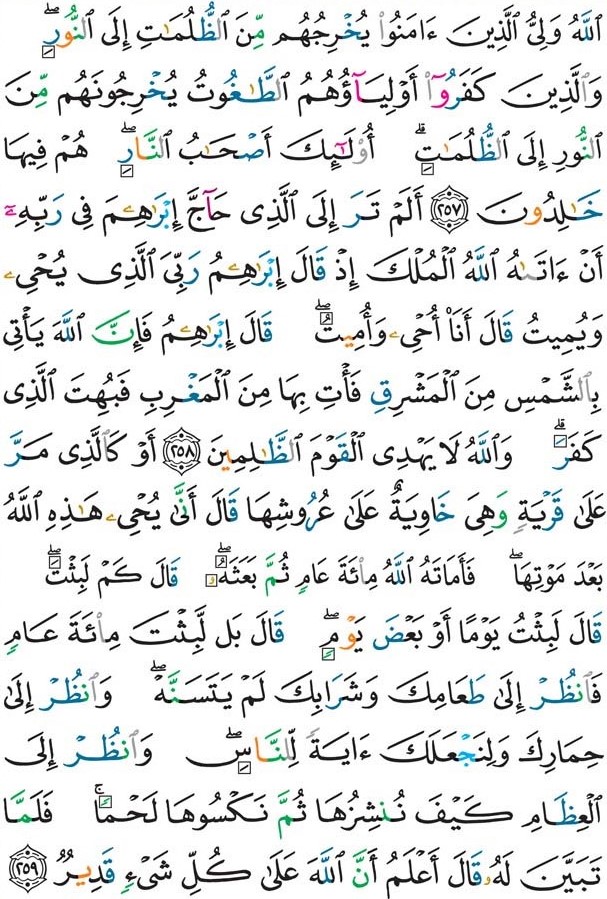 ٱللَّهُ وَلِىُّ ٱلَّذِينَ ءَامَنُوا۟ يُخْرِجُهُم مِّنَ ٱلظُّلُمَٰتِ إِلَى ٱلنُّورِ ۖ
وَٱلَّذِينَ كَفَرُوٓا۟ أَوْلِيَآؤُهُمُ ٱلطَّٰغُوتُ يُخْرِجُونَهُم مِّنَ
ٱلنُّورِ إِلَى ٱلظُّلُمَٰتِ ۗ أُو۟لَٰٓئِكَ أَصْحَٰبُ ٱلنَّارِ ۖ هُمْ فِيهَا
خَٰلِدُونَ ﴿٢٥٧﴾ أَلَمْ تَرَ إِلَى ٱلَّذِى حَآجَّ إِبْرَٰهِۦمَ فِى رَبِّهِۦٓ
أَنْ ءَاتَىٰهُ ٱللَّهُ ٱلْمُلْكَ إِذْ قَالَ إِبْرَٰهِۦمُ رَبِّىَ ٱلَّذِى يُحْىِۦ
وَيُمِيتُ قَالَ أَنَا۠ أُحْىِۦ وَأُمِيتُ ۖ قَالَ إِبْرَٰهِۦمُ فَإِنَّ ٱللَّهَ يَأْتِى
بِٱلشَّمْسِ مِنَ ٱلْمَشْرِقِ فَأْتِ بِهَا مِنَ ٱلْمَغْرِبِ فَبُهِتَ ٱلَّذِى
كَفَرَ ۗ وَٱللَّهُ لَا يَهْدِى ٱلْقَوْمَ ٱلظَّٰلِمِينَ ﴿٢٥٨﴾ أَوْ كَٱلَّذِى مَرَّ
عَلَىٰ قَرْيَةٍ وَهِىَ خَاوِيَةٌ عَلَىٰ عُرُوشِهَا قَالَ أَنَّىٰ يُحْىِۦ هَٰذِهِ ٱللَّهُ
بَعْدَ مَوْتِهَا ۖ فَأَمَاتَهُ ٱللَّهُ مِا۟ئَةَ عَامٍ ثُمَّ بَعَثَهُۥ ۖ قَالَ كَمْ لَبِثْتَ ۖ
قَالَ لَبِثْتُ يَوْمًا أَوْ بَعْضَ يَوْمٍ ۖ قَالَ بَل لَّبِثْتَ مِا۟ئَةَ عَامٍ
فَٱنظُرْ إِلَىٰ طَعَامِكَ وَشَرَابِكَ لَمْ يَتَسَنَّهْ ۖ وَٱنظُرْ إِلَىٰ
حِمَارِكَ وَلِنَجْعَلَكَ ءَايَةً لِّلنَّاسِ ۖ وَٱنظُرْ إِلَى
ٱلْعِظَامِ كَيْفَ نُنشِزُهَا ثُمَّ نَكْسُوهَا لَحْمًا ۚ فَلَمَّا
تَبَيَّنَ لَهُۥ قَالَ أَعْلَمُ أَنَّ ٱللَّهَ عَلَىٰ كُلِّ شَىْءٍ قَدِيرٌ ﴿٢٥٩﴾